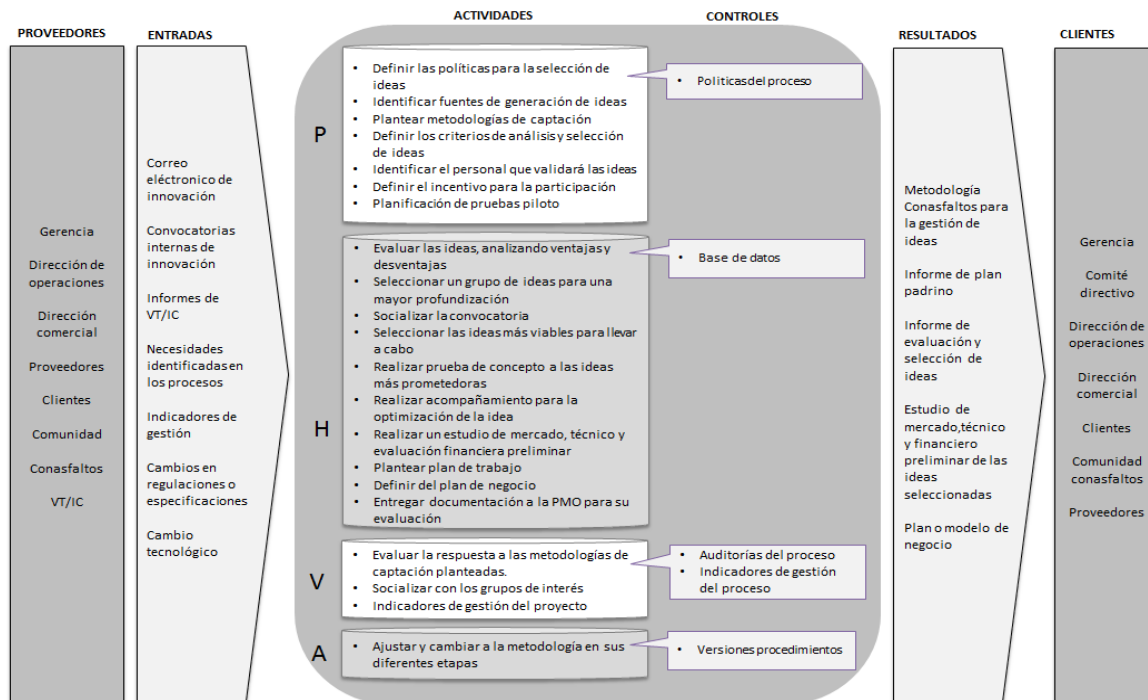 PROVEEDORES
Gerencia
Dirección de
operaciones
Dirección
comercial
Proveedores
Clientes
Comunidad
Conasfaltos
VT/IC
ENTRADAS
Correo
eléctronico de
innovación
Convocatorias
internas de
innovación
Informes de
VT/IC
Necesidades
identificadas en
los procesos
Indicadores de
gestión
Cambios en
regulaciones o
especificaciones
Cambio
tecnológico
ACTIVIDADES
CONTROLES
P
• Definir las políticas para la selección de
ideas
• Identificar fuentes de generación de ideas
• Plantear metodologías de captación
• Definir los criterios de análisis y selección
de ideas
• Identificar el personal que validará las ideas
• Definir el incentivo para la participación
• Planificación de pruebas piloto
• Politicas del proceso
H
• Evaluar las ideas, analizando ventajas y
desventajas
• Seleccionar un grupo de ideas para una
mayor profundización
• Socializar la convocatoria
• Seleccionar las ideas más viables para llevar
a cabo
• Realizar prueba de concepto a las ideas
más prometedoras
• Realizar acompañamiento para la
optimización de la idea
• Realizar un estudio de mercado, técnico y
evaluación financiera preliminar
• Plantear plan de trabajo
• Definir del plan de negocio
• Entregar documentación a la PMO para su
evaluación
• Base de datos
V
• Evaluar la respuesta a las metodologías de
captación planteadas.
• Socializar con los grupos de interés
• Indicadores de gestión del proyecto
• Auditorías del proceso
• Indicadores de gestión
del proceso
A
• Ajustar y cambiar a la metodología en sus
diferentes etapas
• Versiones procedimientos
RESULTADOS
Metodología
Conasfaltos para
la gestión de
ideas
Informe de plan
padrino
Informe de
evaluación y
selección de
ideas
Estudio de
mercado,técnico
y financiero
preliminar de las
ideas
seleccionadas
Plan o modelo de
negocio
CLIENTES
Gerencia
Comité
directivo
Dirección de
operaciones
Dirección
comercial
Clientes
Comunidad
conasfaltos
Proveedores